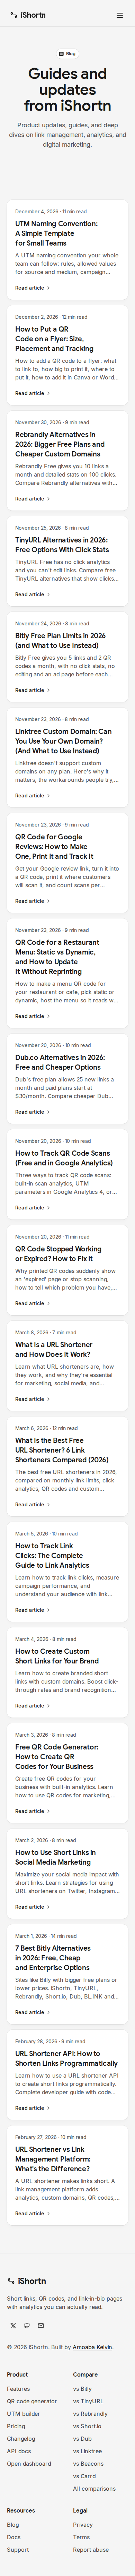 iShortn
Blog
Guides and
updates
from iShortn
Product updates, guides, and deep
dives on link management, analytics, and
digital marketing.
December 4, 2026 · 11 min read
UTM Naming Convention:
A Simple Template
for Small Teams
A UTM naming convention your whole
team can follow: rules, allowed values
for source and medium, campaign...
Read article
December 2, 2026 · 12 min read
How to Put a QR
Code on a Flyer: Size,
Placement and Tracking
How to add a QR code to a flyer: what
to link to, how big to print it, where to
put it, how to add it in Canva or Word...
Read article
November 30, 2026 · 9 min read
Rebrandly Alternatives in
2026: Bigger Free Plans and
Cheaper Custom Domains
Rebrandly Free gives you 10 links a
month and detailed stats on 100 clicks.
Compare Rebrandly alternatives with...
Read article
November 25, 2026 · 8 min read
TinyURL Alternatives in 2026:
Free Options With Click Stats
TinyURL Free has no click analytics
and you can't edit links. Compare free
TinyURL alternatives that show clicks...
Read article
November 24, 2026 · 8 min read
Bitly Free Plan Limits in 2026
(and What to Use Instead)
Bitly Free gives you 5 links and 2 QR
codes a month, with no click stats, no
editing and an ad page before each...
Read article
November 23, 2026 · 8 min read
Linktree Custom Domain: Can
You Use Your Own Domain?
(And What to Use Instead)
Linktree doesn't support custom
domains on any plan. Here's why it
matters, the workarounds people try,...
Read article
November 23, 2026 · 9 min read
QR Code for Google
Reviews: How to Make
One, Print It and Track It
Get your Google review link, turn it into
a QR code, print it where customers
will scan it, and count scans per...
Read article
November 23, 2026 · 9 min read
QR Code for a Restaurant
Menu: Static vs Dynamic,
and How to Update
It Without Reprinting
How to make a QR menu code for
your restaurant or cafe, pick static or
dynamic, host the menu so it reads w...
Read article
November 20, 2026 · 10 min read
Dub.co Alternatives in 2026:
Free and Cheaper Options
Dub's free plan allows 25 new links a
month and paid plans start at
$30/month. Compare cheaper Dub...
Read article
November 20, 2026 · 10 min read
How to Track QR Code Scans
(Free and in Google Analytics)
Three ways to track QR code scans:
built-in scan analytics, UTM
parameters in Google Analytics 4, or...
Read article
November 20, 2026 · 11 min read
QR Code Stopped Working
or Expired? How to Fix It
Why printed QR codes suddenly show
an 'expired' page or stop scanning,
how to tell which problem you have,...
Read article
March 8, 2026 · 7 min read
What Is a URL Shortener
and How Does It Work?
Learn what URL shorteners are, how
they work, and why they're essential
for marketing, social media, and...
Read article
March 6, 2026 · 12 min read
What Is the Best Free
URL Shortener? 6 Link
Shorteners Compared (2026)
The best free URL shorteners in 2026,
compared on monthly link limits, click
analytics, QR codes and custom...
Read article
March 5, 2026 · 10 min read
How to Track Link
Clicks: The Complete
Guide to Link Analytics
Learn how to track link clicks, measure
campaign performance, and
understand your audience with link...
Read article
March 4, 2026 · 8 min read
How to Create Custom
Short Links for Your Brand
Learn how to create branded short
links with custom domains. Boost click-
through rates and brand recognition...
Read article
March 3, 2026 · 8 min read
Free QR Code Generator:
How to Create QR
Codes for Your Business
Create free QR codes for your
business with built-in analytics. Learn
how to use QR codes for marketing,...
Read article
March 2, 2026 · 8 min read
How to Use Short Links in
Social Media Marketing
Maximize your social media impact with
short links. Learn strategies for using
URL shorteners on Twitter, Instagram...
Read article
March 1, 2026 · 14 min read
7 Best Bitly Alternatives
in 2026: Free, Cheap
and Enterprise Options
Sites like Bitly with bigger free plans or
lower prices. iShortn, TinyURL,
Rebrandly, Short.io, Dub, BL.INK and...
Read article
February 28, 2026 · 9 min read
URL Shortener API: How to
Shorten Links Programmatically
Learn how to use a URL shortener API
to create short links programmatically.
Complete developer guide with code...
Read article
February 27, 2026 · 10 min read
URL Shortener vs Link
Management Platform:
What's the Difference?
A URL shortener makes links short. A
link management platform adds
analytics, custom domains, QR codes,...
Read article
iShortn
Short links, QR codes, and link-in-bio pages
with analytics you can actually read.
© 2026 iShortn. Built by Amoaba Kelvin.
Product
Compare
Features
vs Bitly
QR code generator
vs TinyURL
UTM builder
vs Rebrandly
Pricing
vs Short.io
Changelog
vs Dub
API docs
vs Linktree
Open dashboard
vs Beacons
vs Carrd
All comparisons
Resources
Legal
Blog
Privacy
Docs
Terms
Support
Report abuse